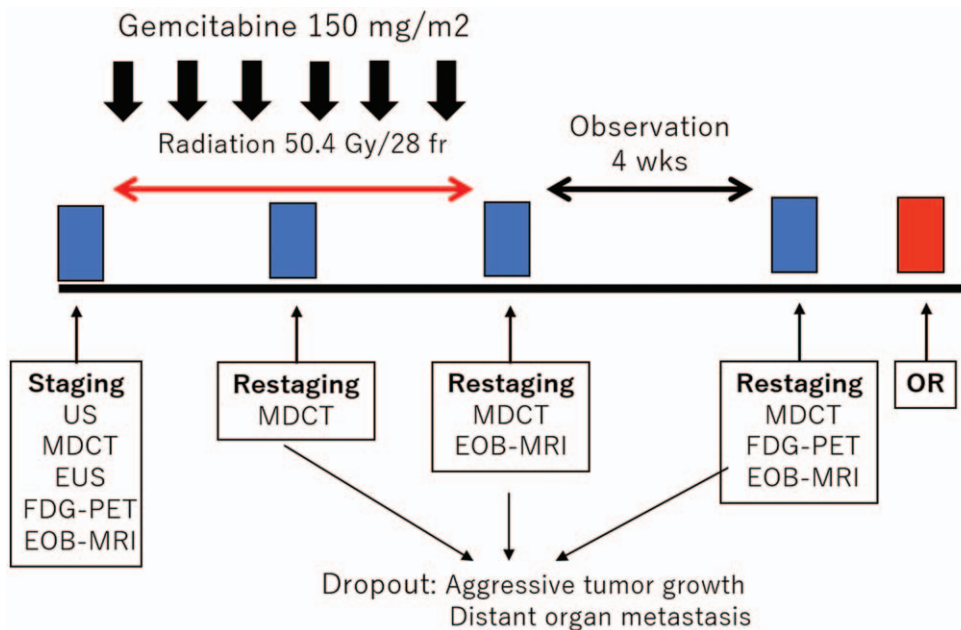 Gemcitabine 150 mg/m2
Radiation 50.4 Gy/28 fr
Observation
4 wks
Staging
US
MDCT
EUS
FDG-PET
EOB-MRI
Restaging
MDCT
Restaging
MDCT
EOB-MRI
Restaging
MDCT
FDG-PET
EOB-MRI
OR
Dropout: Aggressive tumor growth
Distant organ metastasis